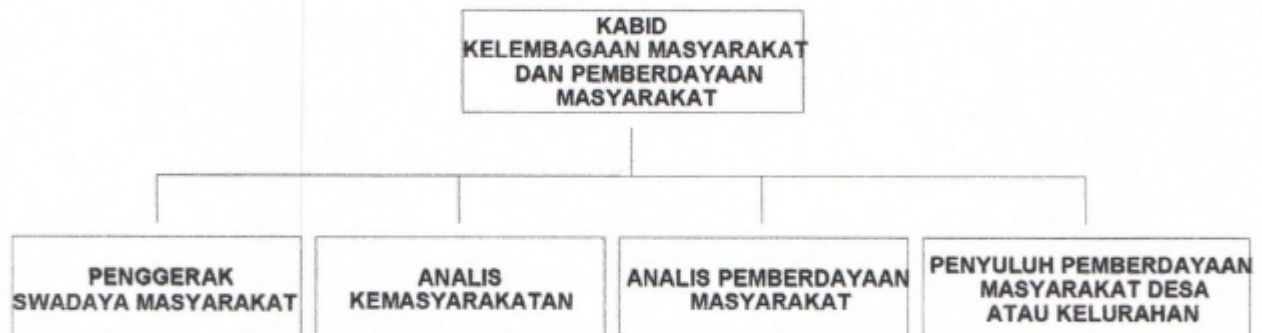 KABID
KELEMBAGAAN MASYARAKAT
DAN PEMBERDAYAAN
MASYARAKAT
PENGGERAK
SWADAYA MASYARAKAT
ANALIS
KEMASYARAKATAN
ANALIS PEMBERDAYAAN
MASYARAKAT
PENYULUH PEMBERDAYAAN
MASYARAKAT DESA
ATAU KELURAHAN